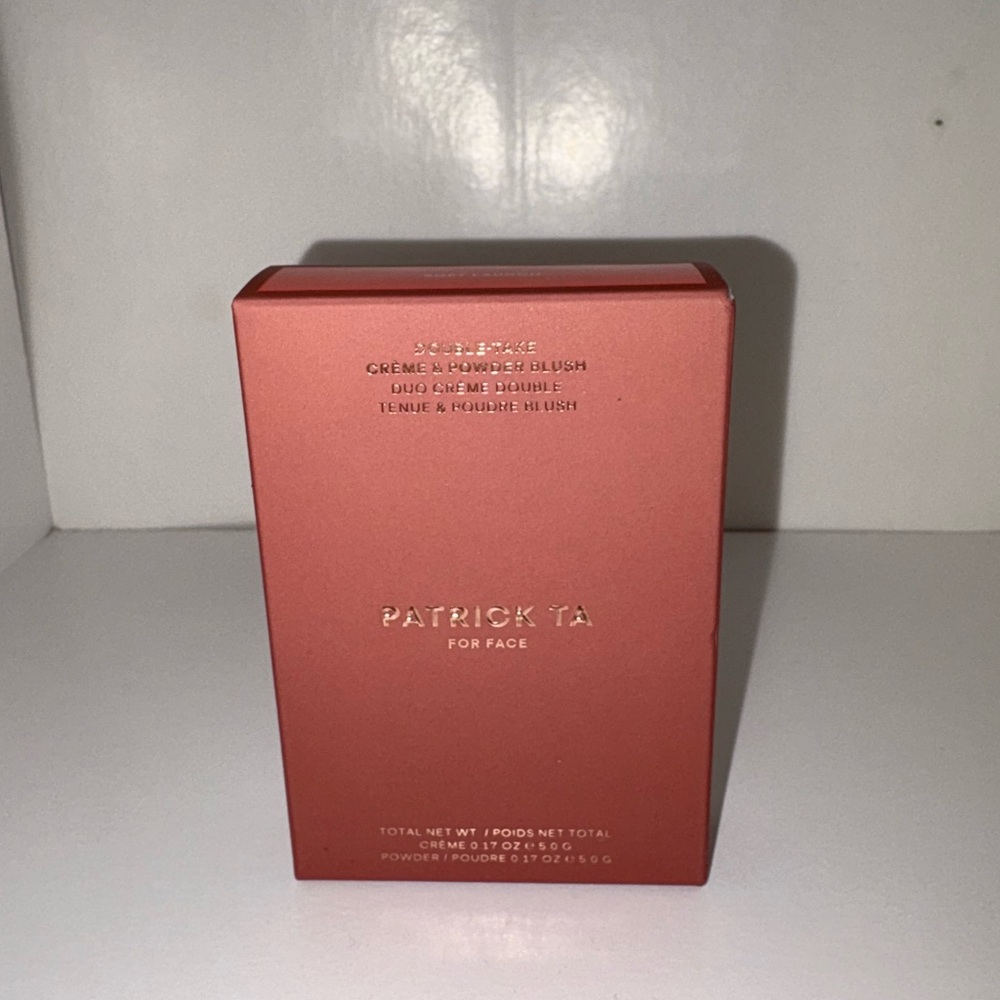 DOUBLE-TAKE
CRÈME & POWDER BLUSH
DUO CRÈME DOUBLE
TENUE & POUDRE BLUSH
PATRICK TA
FOR FACE
TOTAL NET WT / POIDS NET TOTAL
CRÈME 0.17 OZ ℮ 5.0 G
POWDER / POUDRE 0.17 OZ ℮ 5.0 G